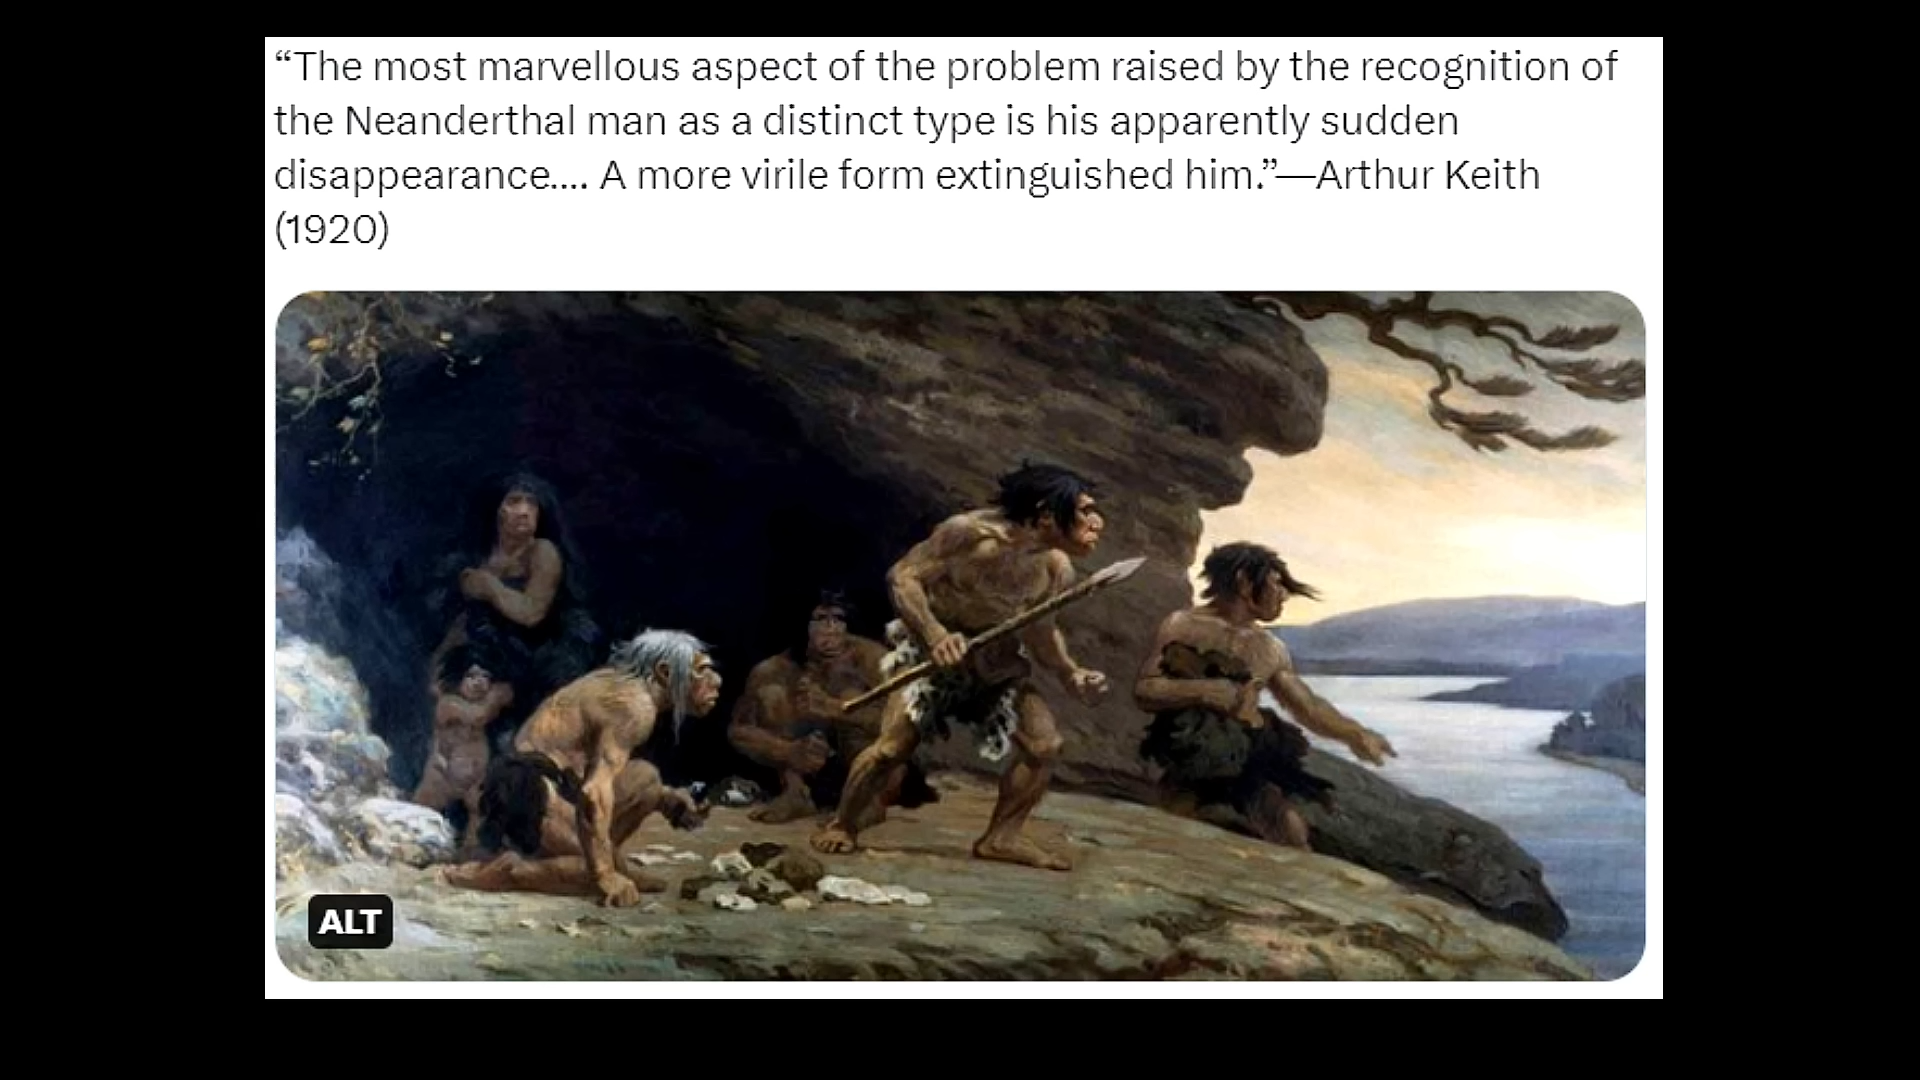 “The most marvellous aspect of the problem raised by the recognition of
the Neanderthal man as a distinct type is his apparently sudden
disappearance.... A more virile form extinguished him.”—Arthur Keith
(1920)
ALT